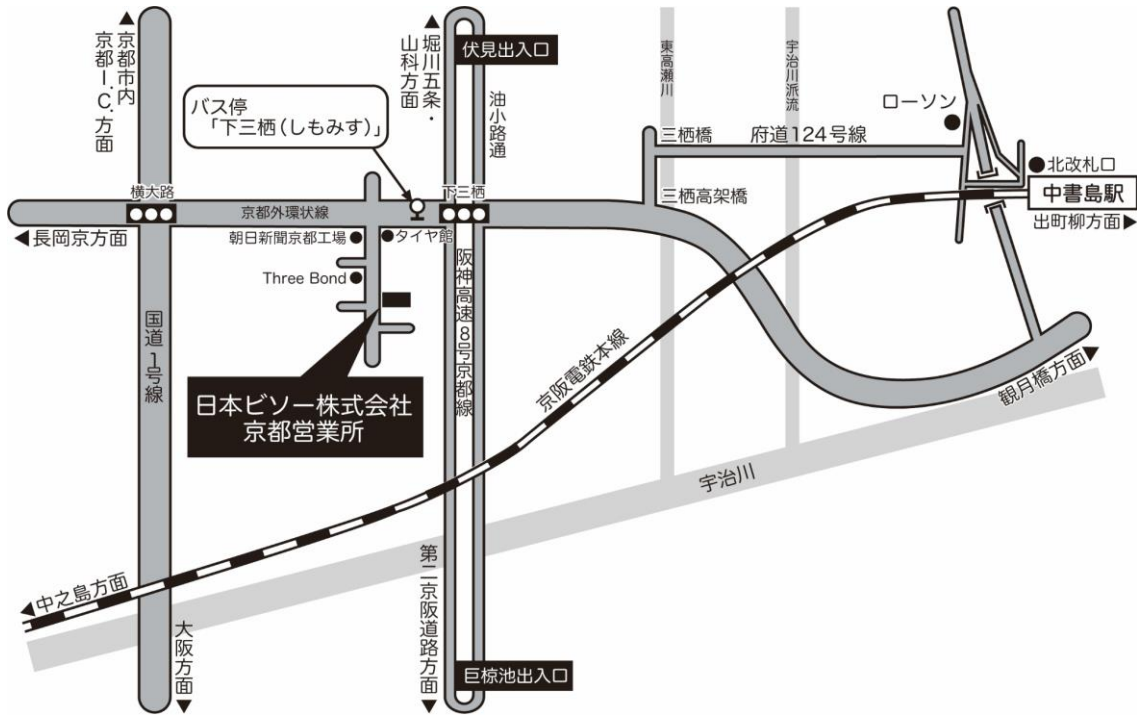 ▲京都市内
京都I.C.方面
▲堀川五条・
山科方面
伏見出入口
油小路通
東高瀬川
宇治川派流
バス停
「下三栖(しもみす)」
ローソン
三栖橋
府道124号線
北改札口
横大路
京都外環状線
下三栖
三栖高架橋
中書島駅
出町柳方面▶
◀長岡京方面
朝日新聞京都工場
タイヤ館
Three Bond
国道1号線
阪神高速8号京都線
京阪電鉄本線
観月橋方面▶
日本ビソー株式会社
京都営業所
宇治川
◀中之島方面
大阪方面▼
第二京阪道路方面▼
巨椋池出入口